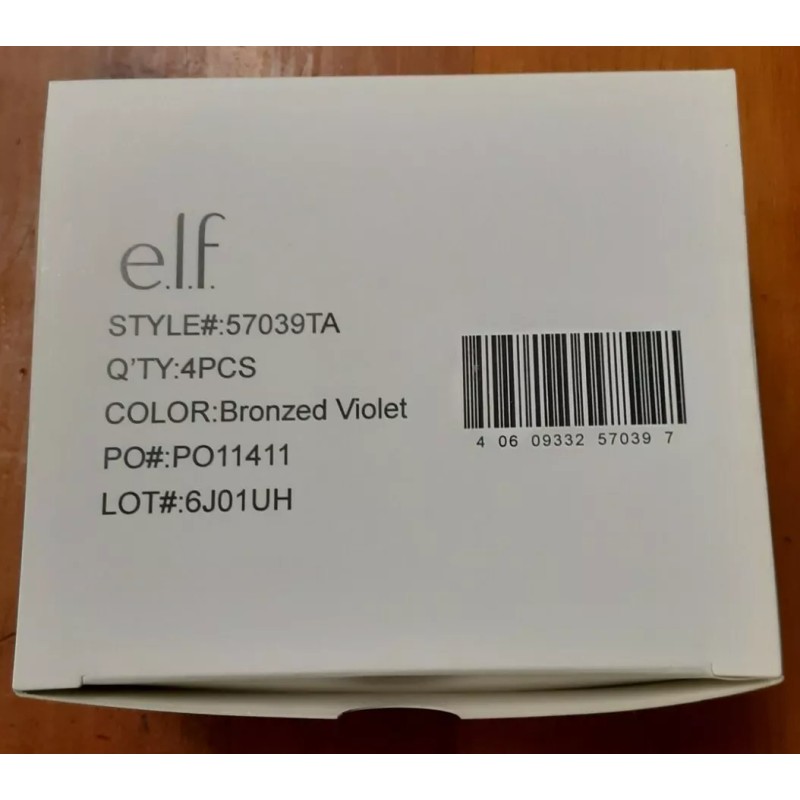 e.l.f.
STYLE#:57039TA
Q'TY:4PCS
COLOR:Bronzed Violet
PO#:PO11411
LOT#:6J01UH
4 06 09332 57039 7